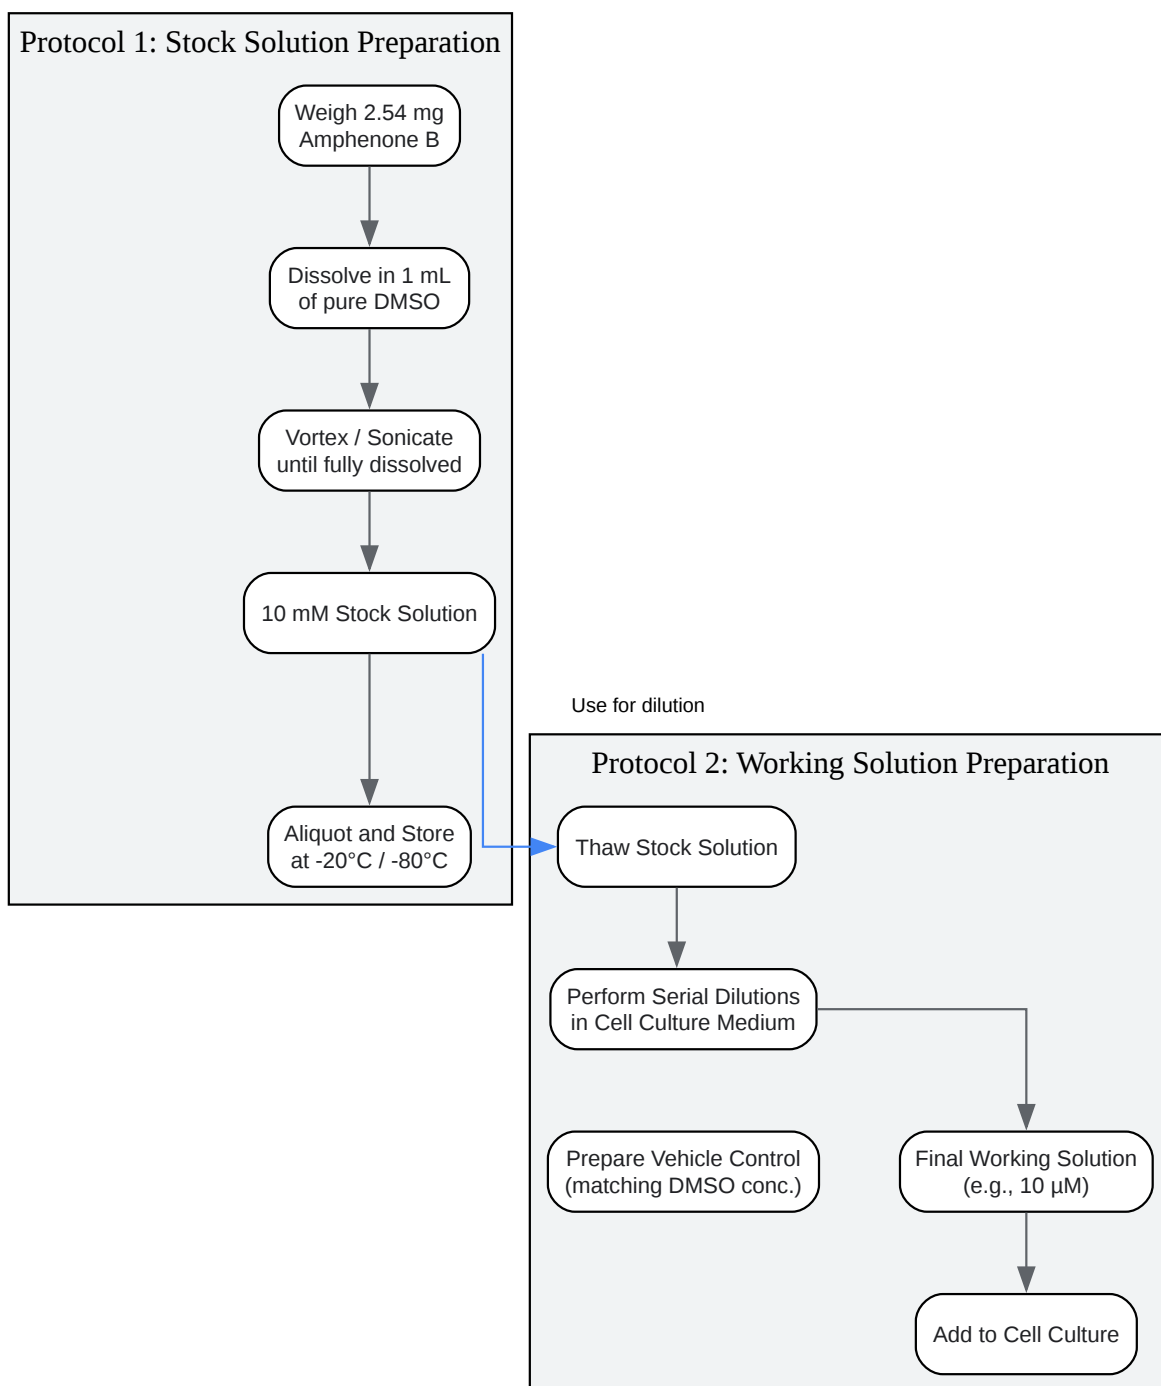 Protocol 1: Stock Solution Preparation
Weigh 2.54 mg
Amphenone B
Dissolve in 1 mL
of pure DMSO
Vortex / Sonicate
until fully dissolved
10 mM Stock Solution
Aliquot and Store
at -20°C / -80°C
Use for dilution
Protocol 2: Working Solution Preparation
Thaw Stock Solution
Perform Serial Dilutions
in Cell Culture Medium
Prepare Vehicle Control
(matching DMSO conc.)
Final Working Solution
(e.g., 10 µM)
Add to Cell Culture